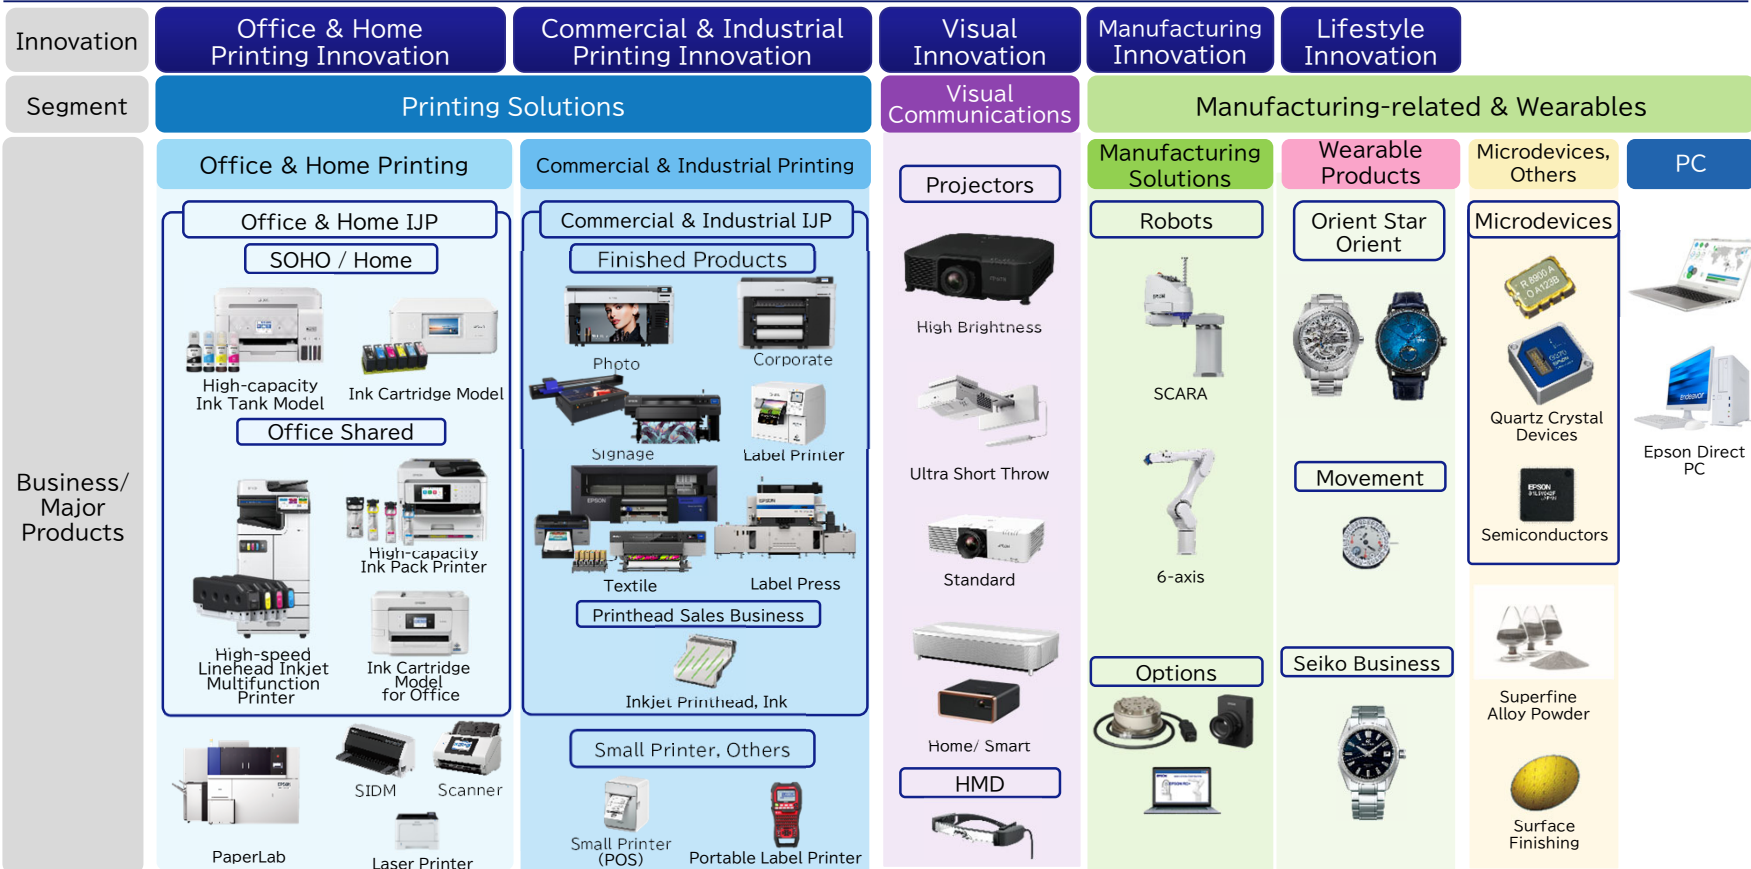 Innovation
Office & Home
Printing Innovation
Commercial & Industrial
Printing Innovation
Visual
Innovation
Manufacturing
Innovation
Lifestyle
Innovation
Segment
Printing Solutions
Visual
Communications
Manufacturing-related & Wearables
Business/
Major
Products
Office & Home Printing
Office & Home IJP
SOHO / Home
High-capacity
Ink Tank Model
Ink Cartridge Model
Office Shared
High-capacity
Ink Pack Printer
High-speed
Linehead Inkjet
Multifunction
Printer
Ink Cartridge
Model
for Office
PaperLab
SIDM
Scanner
Laser Printer
Commercial & Industrial Printing
Commercial & Industrial IJP
Finished Products
Photo
Corporate
Signage
Label Printer
EPSON
EPSON
Textile
Label Press
Printhead Sales Business
Inkjet Printhead, Ink
Small Printer, Others
Small Printer
(POS)
Portable Label Printer
Projectors
High Brightness
Ultra Short Throw
Standard
Home/ Smart
HMD
Manufacturing
Solutions
Robots
EPSON
SCARA
6-axis
Options
Wearable
Products
Orient Star
Orient
Movement
Seiko Business
Microdevices,
Others
Microdevices
R 8900 A
O A123B
Quartz Crystal
Devices
EPSON
Semiconductors
Superfine
Alloy Powder
Surface
Finishing
PC
Endeavor
Epson Direct
PC